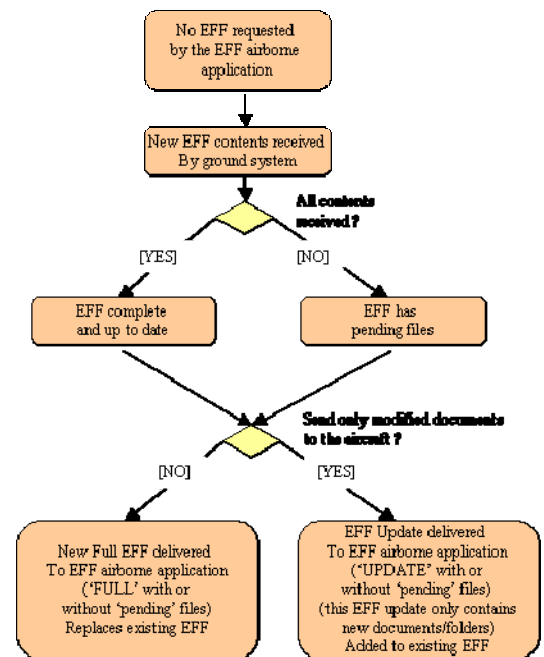 No EFF requested
by the EFF airborne
application
New EFF contents received
By ground system
All contents
received ?
[YES]
[NO]
EFF complete
and up to date
EFF has
pending files
Send only modified documents
to the aircraft ?
[NO]
[YES]
New Full EFF delivered
To EFF airborne application
('FULL' with or
without 'pending' files)
Replaces existing EFF
EFF Update delivered
To EFF airborne application
("UPDATE' with or
without 'pending' files)
(this EFF update only contains
new documents/folders)
Added to existing EFF